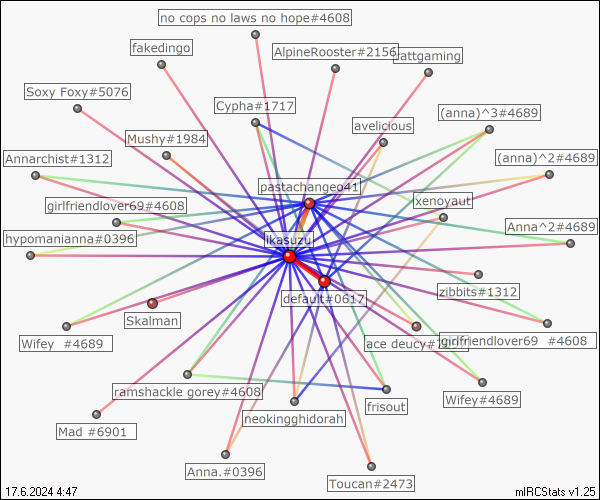 no cops no laws no hope#4608
fakedingo
AlpineRooster#2156
mattgaming
Soxy Foxy#5076
Cypha#1717
(anna)^3#4689
avelicious
Mushy#1984
Annarchist#1312
(anna)^2#4689
pastachangeo41
xenoyaut
girlfriendlover69#4608
Anna^2#4689
hypomanianna#0396
ikasuzu
default#0617
zibbits#1312
Skalman
Wifey #4689
ace deucy#
girlfriendlover69 #4608
ramshackle gorey#4608
frisout
Wifey#4689
neokingghidorah
Mad #6901
Anna.#0396
Toucan#2473
17.6.2024 4:47
mIRCStats v1.25